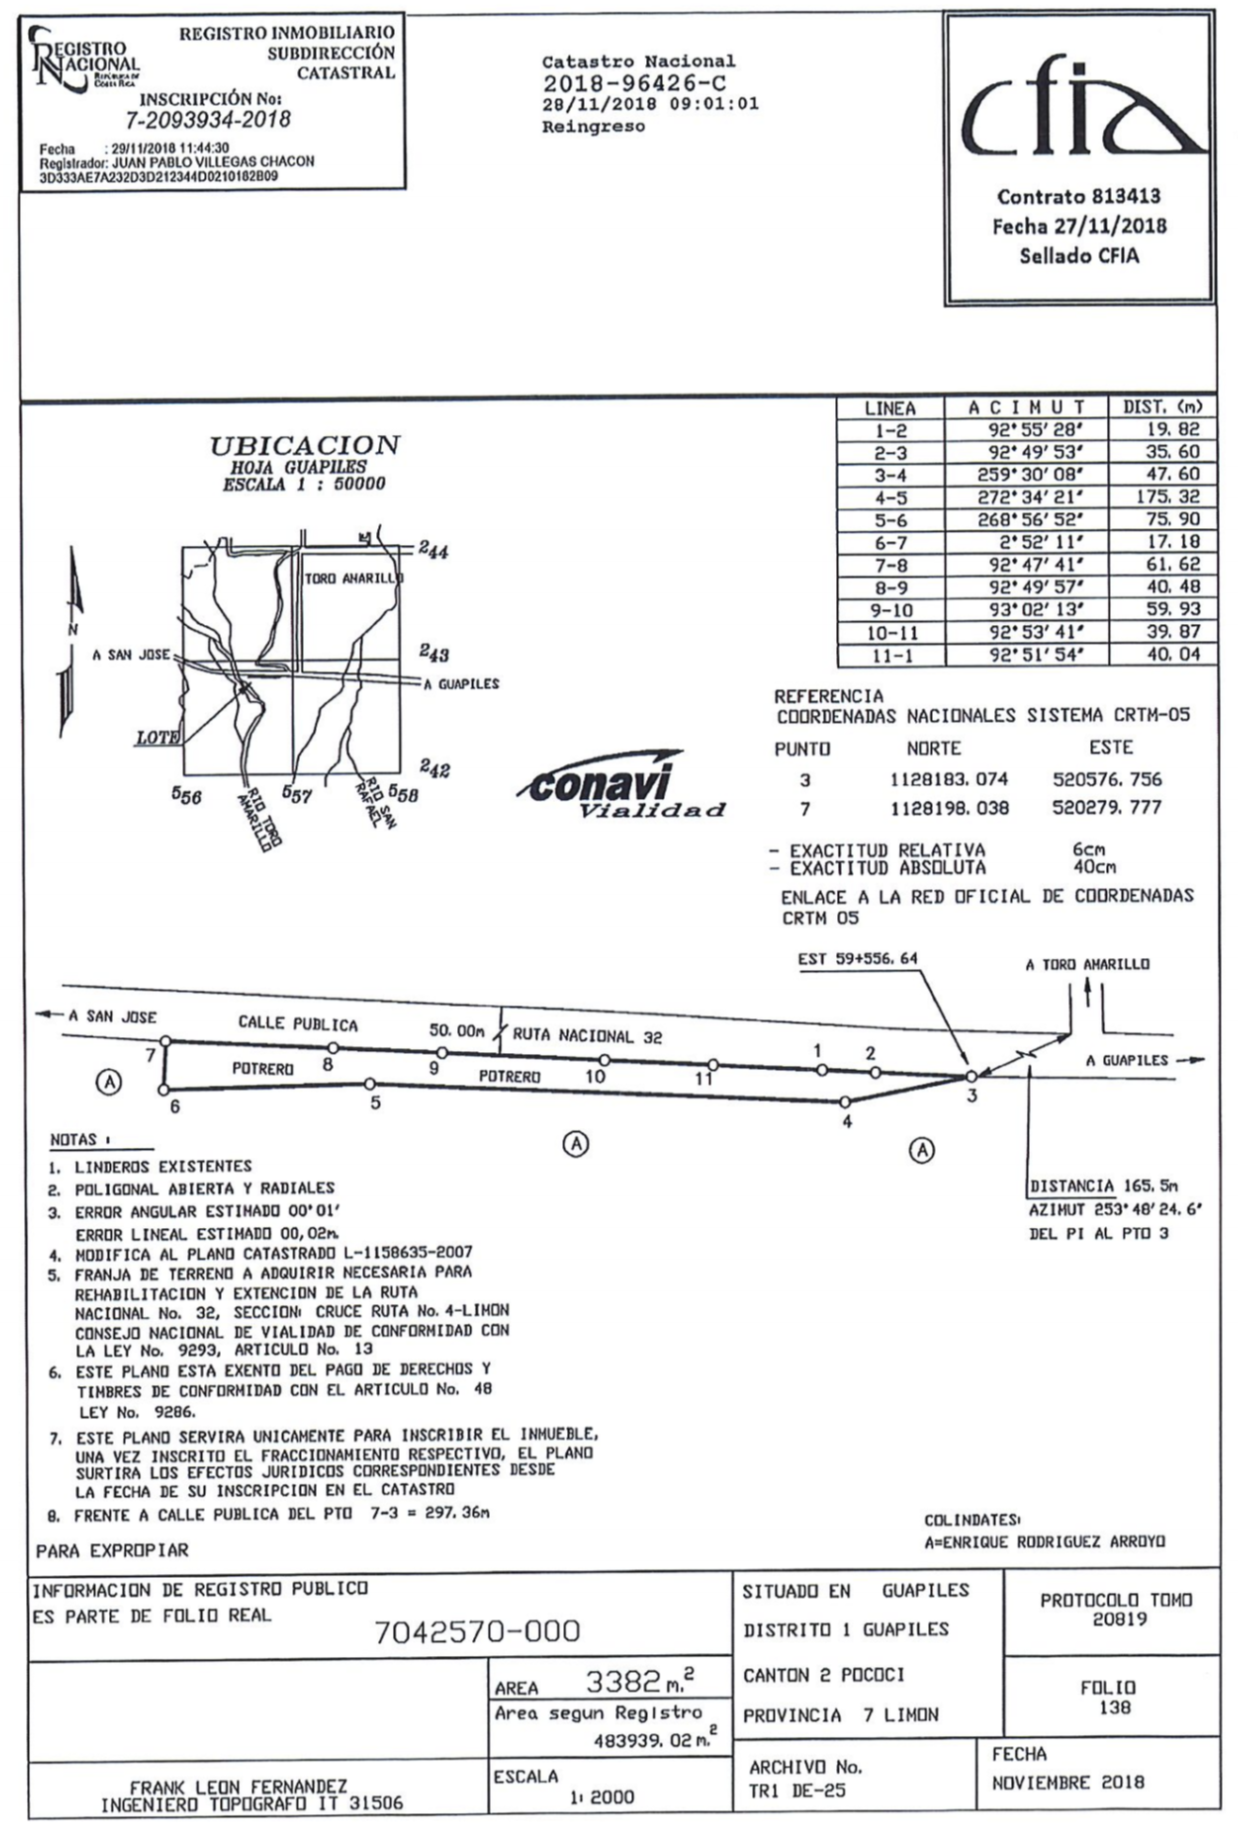 REGISTRO NACIONAL
REPÚBLICA DE COSTA RICA
REGISTRO INMOBILIARIO
SUBDIRECCIÓN
CATASTRAL
INSCRIPCIÓN No:
7-2093934-2018
Fecha : 29/11/2018 11:44:30
Registrador: JUAN PABLO VILLEGAS CHACON
3D333AE7A232D3D212344D0210162B09
Catastro Nacional
2018-96426-C
28/11/2018 09:01:01
Reingreso
cfia
Contrato 813413
Fecha 27/11/2018
Sellado CFIA
LINEA A C I M U T DIST. (m)
1-2 92°55'28" 19.82
2-3 92°49'53" 35.60
3-4 259°30'08" 47.60
4-5 272°34'21" 175.32
5-6 268°56'52" 75.90
6-7 2°52'11" 17.18
7-8 92°47'41" 61.62
8-9 92°49'57" 40.48
9-10 93°02'13" 59.93
10-11 92°53'41" 39.87
11-1 92°51'54" 40.04
UBICACION
HOJA GUAPILES
ESCALA 1 : 50000
244
TORO AMARILLO
N
A SAN JOSE
243
A GUAPILES
LOTE
242
556
557
558
RIO TORO
AMARILLO
RIO SAN
RAFAEL
conavi
Vialidad
REFERENCIA
COORDENADAS NACIONALES SISTEMA CRTM-05
PUNTO NORTE ESTE
3 1128183.074 520576.756
7 1128198.038 520279.777
- EXACTITUD RELATIVA 6cm
- EXACTITUD ABSOLUTA 40cm
ENLACE A LA RED OFICIAL DE COORDENADAS
CRTM 05
EST 59+556.64
A TORO AMARILLO
A SAN JOSE
CALLE PUBLICA
50.00m
RUTA NACIONAL 32
A GUAPILES
7
8
9
10
11
1
2
3
POTRERO
POTRERO
A
6
5
4
A
A
DISTANCIA 165.5m
AZIMUT 253°48'24.6"
DEL PI AL PTO 3
NOTAS :
1. LINDEROS EXISTENTES
2. POLIGONAL ABIERTA Y RADIALES
3. ERROR ANGULAR ESTIMADO 00°01'
ERROR LINEAL ESTIMADO 00,02m.
4. MODIFICA AL PLANO CATASTRADO L-1158635-2007
5. FRANJA DE TERRENO A ADQUIRIR NECESARIA PARA
REHABILITACION Y EXTENCION DE LA RUTA
NACIONAL No. 32, SECCION: CRUCE RUTA No. 4-LIMON
CONSEJO NACIONAL DE VIALIDAD DE CONFORMIDAD CON
LA LEY No. 9293, ARTICULO No. 13
6. ESTE PLANO ESTA EXENTO DEL PAGO DE DERECHOS Y
TIMBRES DE CONFORMIDAD CON EL ARTICULO No. 48
LEY No. 9286.
7. ESTE PLANO SERVIRA UNICAMENTE PARA INSCRIBIR EL INMUEBLE,
UNA VEZ INSCRITO EL FRACCIONAMIENTO RESPECTIVO, EL PLANO
SURTIRA LOS EFECTOS JURIDICOS CORRESPONDIENTES DESDE
LA FECHA DE SU INSCRIPCION EN EL CATASTRO
8. FRENTE A CALLE PUBLICA DEL PTO 7-3 = 297.36m
COLINDATES:
A=ENRIQUE RODRIGUEZ ARROYO
PARA EXPROPIAR
INFORMACION DE REGISTRO PUBLICO
ES PARTE DE FOLIO REAL
7042570-000
SITUADO EN GUAPILES
DISTRITO 1 GUAPILES
CANTON 2 POCOCI
PROVINCIA 7 LIMON
PROTOCOLO TOMO
20819
FOLIO
138
AREA 3382 m.²
Area segun Registro
483939.02 m.²
FRANK LEON FERNANDEZ
INGENIERO TOPOGRAFO IT 31506
ESCALA
1: 2000
ARCHIVO No.
TR1 DE-25
FECHA
NOVIEMBRE 2018